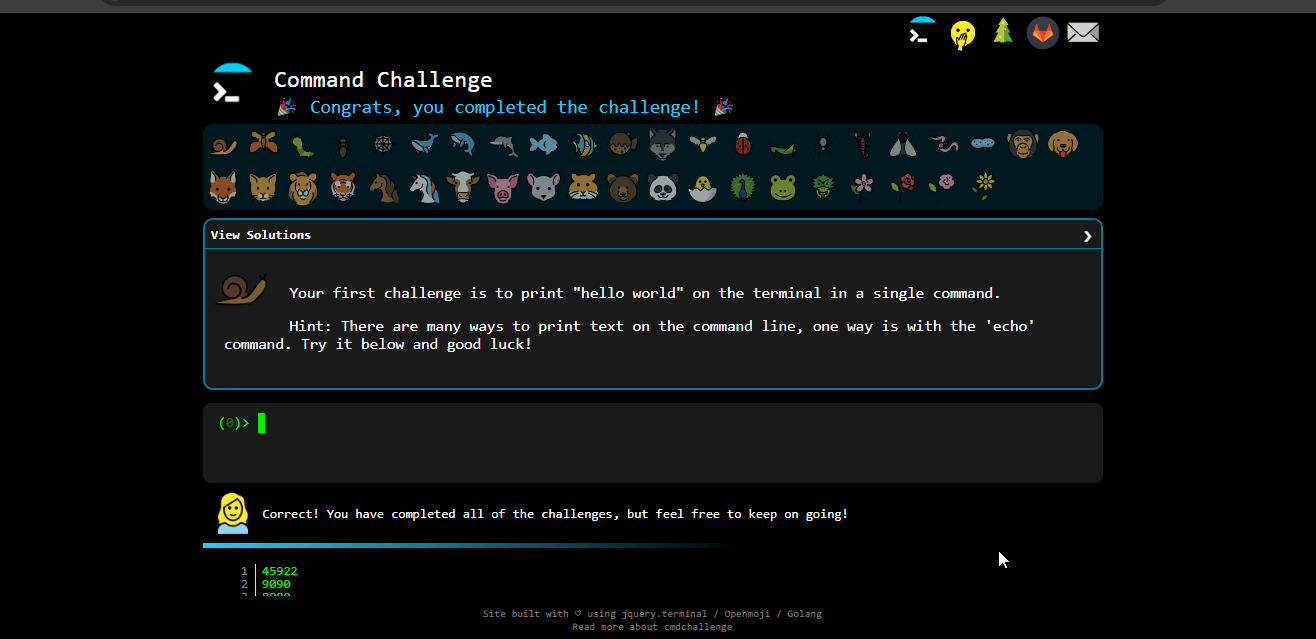 Command Challenge
🎉 Congrats, you completed the challenge! 🎉
View Solutions ❯
Your first challenge is to print "hello world" on the terminal in a single command.
Hint: There are many ways to print text on the command line, one way is with the 'echo'
command. Try it below and good luck!
(0)>
Correct! You have completed all of the challenges, but feel free to keep on going!
1 45922
2 9090
Site built with ♡ using jquery.terminal / Openmoji / Golang
Read more about cmdchallenge